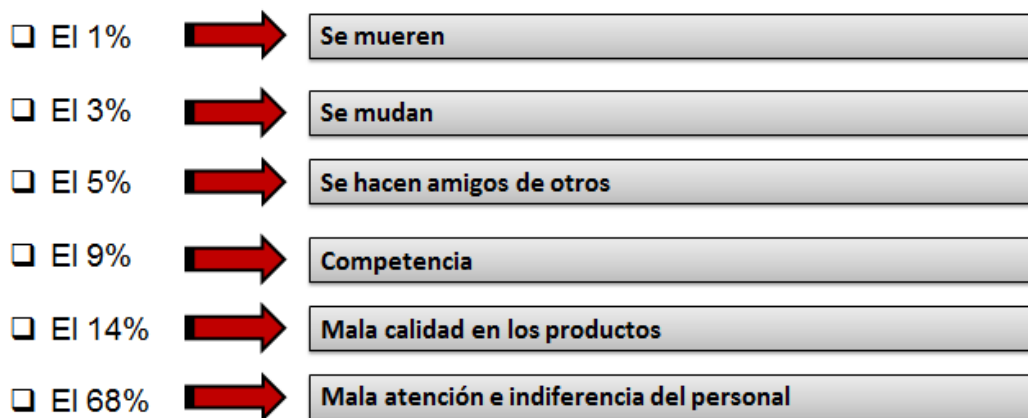 El 1% Se mueren
El 3% Se mudan
El 5% Se hacen amigos de otros
El 9% Competencia
El 14% Mala calidad en los productos
El 68% Mala atención e indiferencia del personal